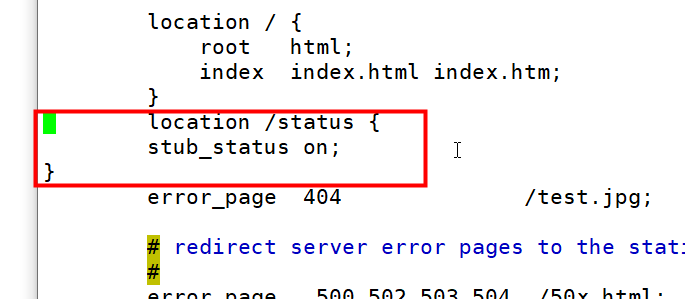 location / {
root   html;
index  index.html index.htm;
}
location /status {
stub_status on;
}
error_page  404              /test.jpg;
# redirect server error pages to the stati
#
error_page   500 502 503 504  /50x.html;